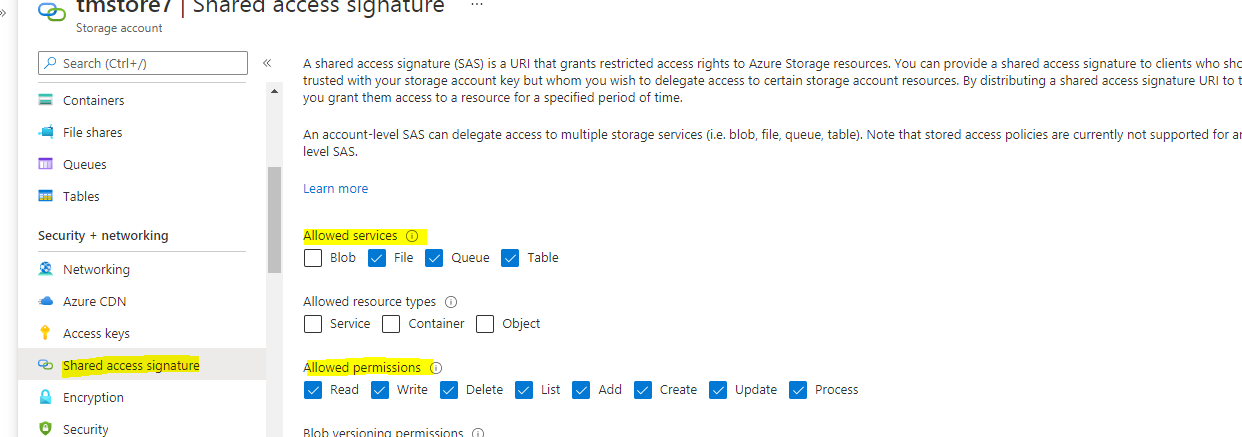 tmstore7 | Shared access signature ...
Storage account
Search (Ctrl+/)
Containers
File shares
Queues
Tables
Security + networking
Networking
Azure CDN
Access keys
Shared access signature
Encryption
Security
A shared access signature (SAS) is a URI that grants restricted access rights to Azure Storage resources. You can provide a shared access signature to clients who sho
trusted with your storage account key but whom you wish to delegate access to certain storage account resources. By distributing a shared access signature URI to t
you grant them access to a resource for a specified period of time.
An account-level SAS can delegate access to multiple storage services (i.e. blob, file, queue, table). Note that stored access policies are currently not supported for an
level SAS.
Learn more
Allowed services
Blob File Queue Table
Allowed resource types
Service Container Object
Allowed permissions
Read Write Delete List Add Create Update Process
Blob versioning permissions